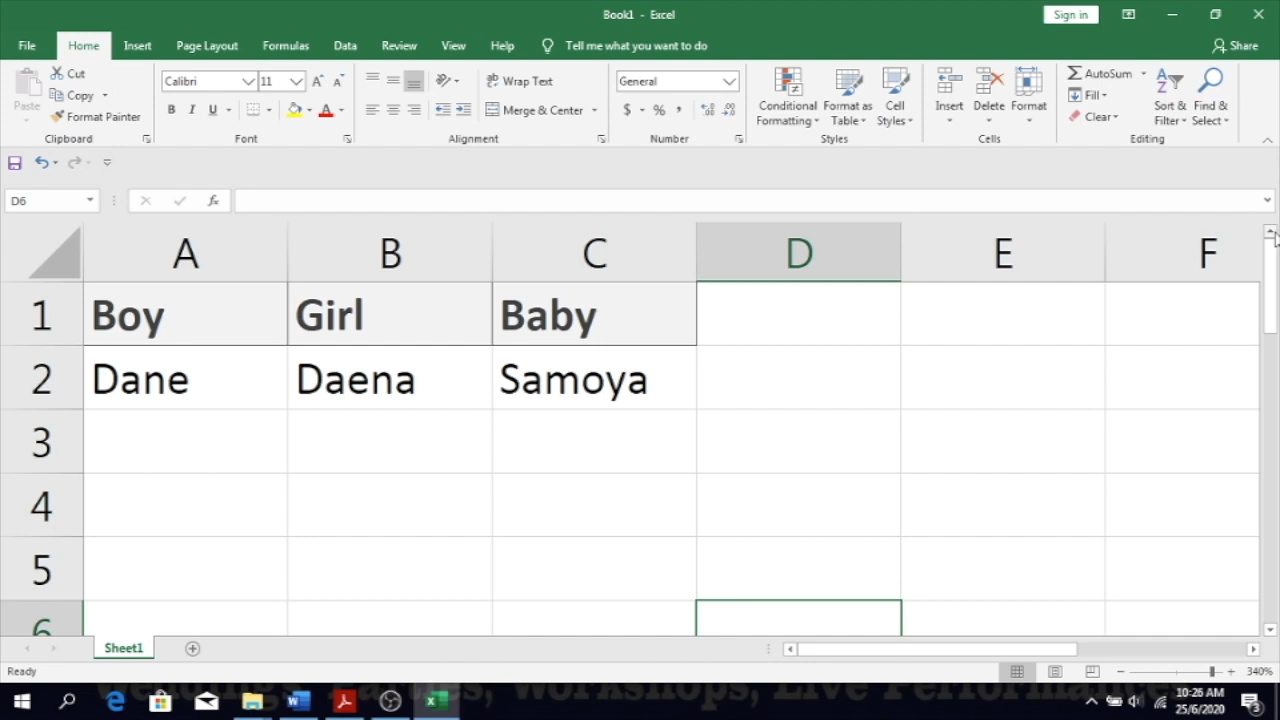 Book1 - Excel
Sign in
File Home Insert Page Layout Formulas Data Review View Help Tell me what you want to do Share
Paste
Cut
Copy
Format Painter
Clipboard
Calibri 11
B I U
Font
Wrap Text
Merge & Center
Alignment
General
$ % ,
Number
Conditional Formatting
Format as Table
Cell Styles
Styles
Insert Delete Format
Cells
AutoSum
Fill
Clear
Sort & Filter
Find & Select
Editing
D6
fx
A B C D E F
1 Boy Girl Baby
2 Dane Daena Samoya
3
4
5
6
Sheet1
Ready
340%
Workshops, Live
10:26 AM
25/6/2020
3